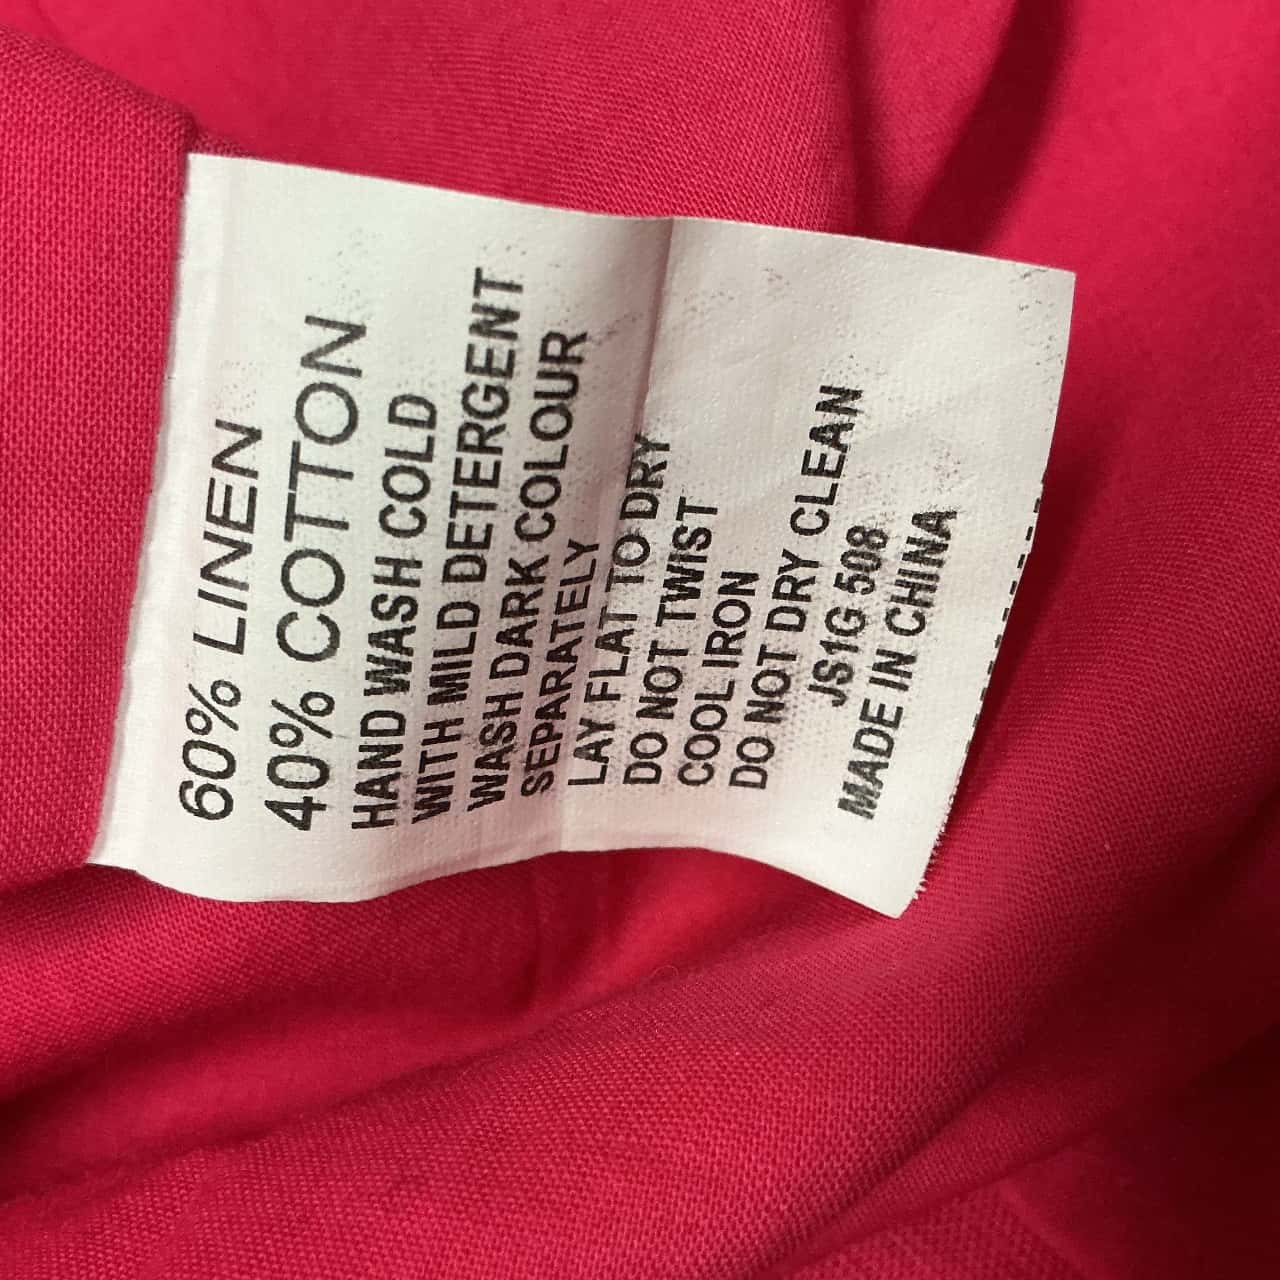 60% LINEN
40% COTTON
HAND WASH COLD
WITH MILD DETERGENT
WASH DARK COLOUR
SEPARATELY
LAY FLAT TO DRY
DO NOT TWIST
COOL IRON
DO NOT DRY CLEAN
JS1G 508
MADE IN CHINA